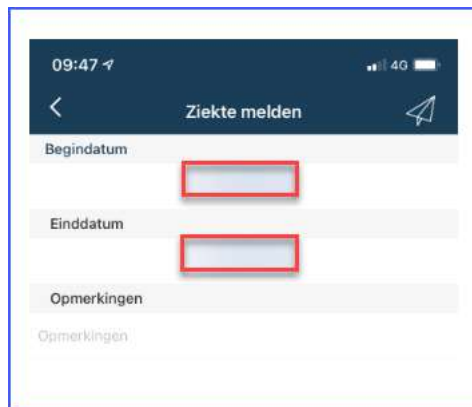 09:47
4G
Ziekte melden
Begindatum
Einddatum
Opmerkingen
Opmerkingen